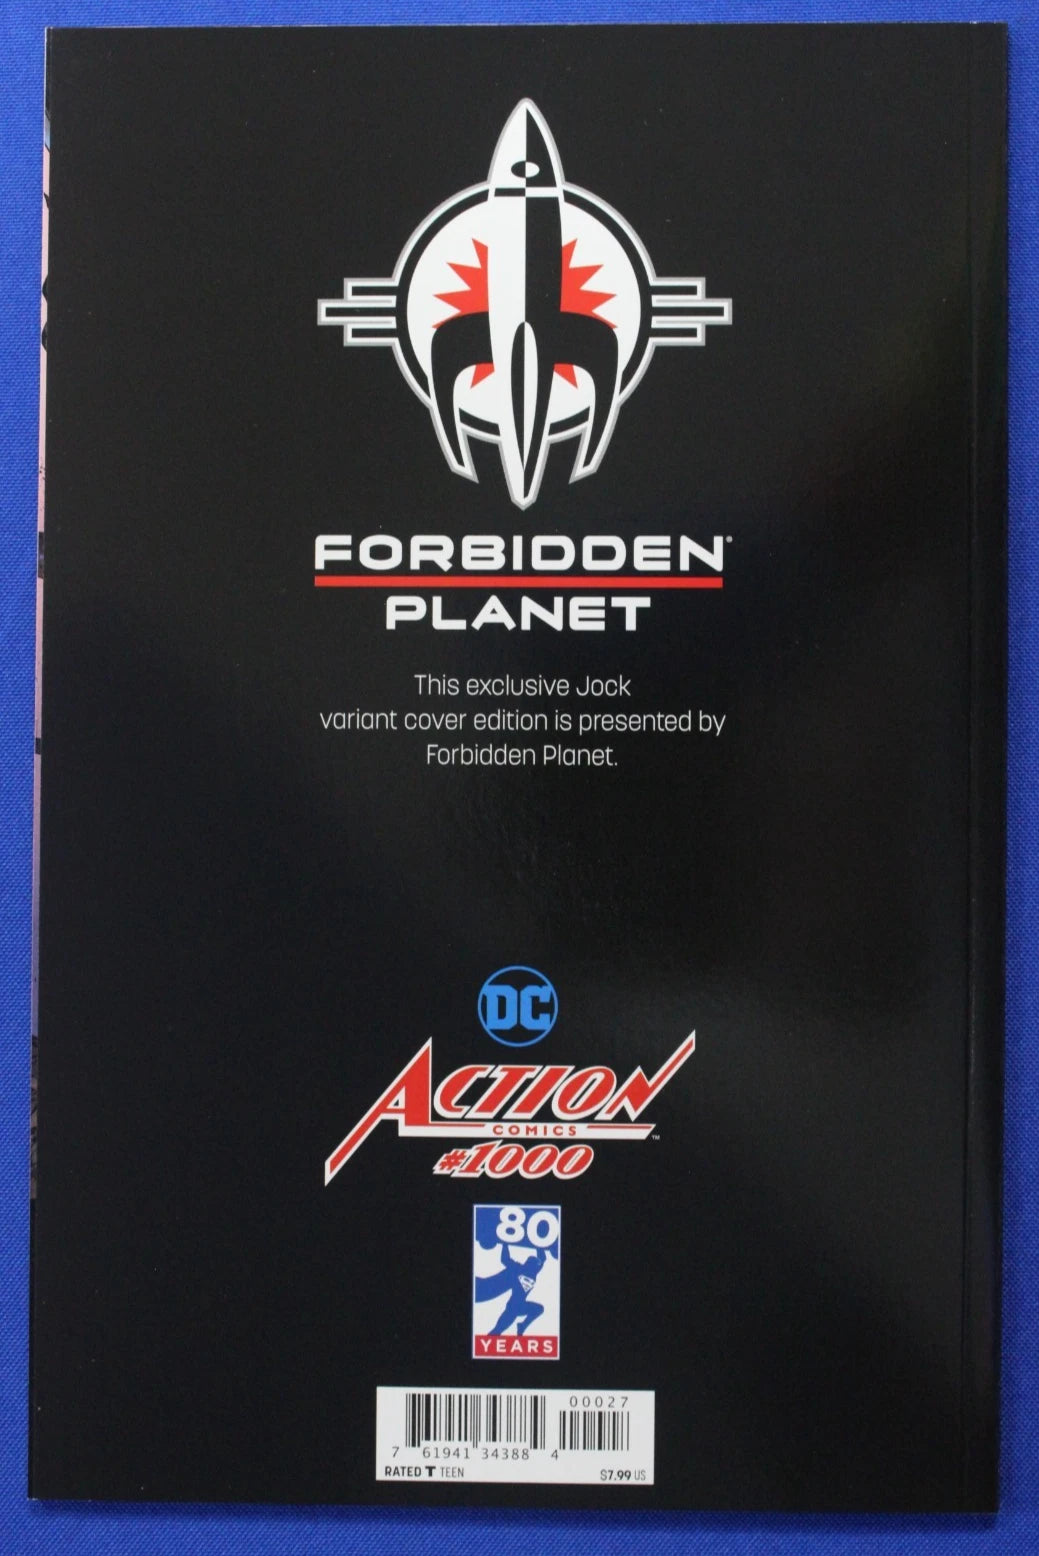 FORBIDDEN®
PLANET
This exclusive Jock
variant cover edition is presented by
Forbidden Planet.
DC
ACTION
COMICS ™
#1000
80
YEARS
00027
7 61941 34388 4
RATED T TEEN $7.99 US